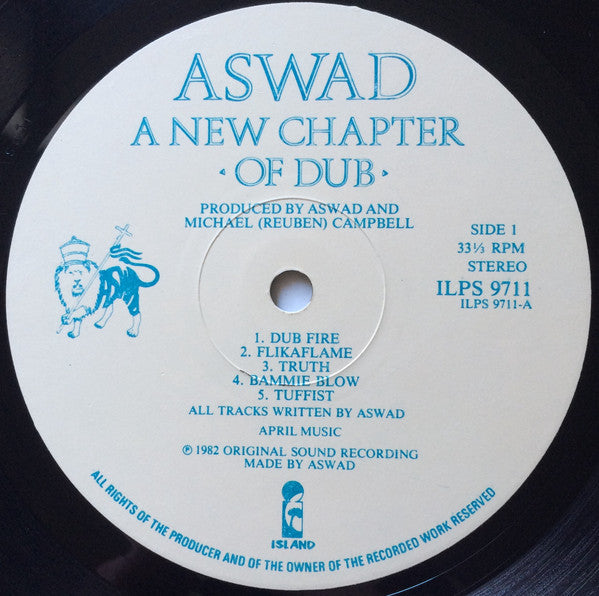 ASWAD
A NEW CHAPTER
· OF DUB ·
PRODUCED BY ASWAD AND
MICHAEL (REUBEN) CAMPBELL
SIDE 1
33⅓ RPM
STEREO
ILPS 9711
ILPS 9711-A
1. DUB FIRE
2. FLIKAFLAME
3. TRUTH
4. BAMMIE BLOW
5. TUFFIST
ALL TRACKS WRITTEN BY ASWAD
APRIL MUSIC
℗ 1982 ORIGINAL SOUND RECORDING
MADE BY ASWAD
ISLAND
ALL RIGHTS OF THE PRODUCER AND OF THE OWNER OF THE RECORDED WORK RESERVED